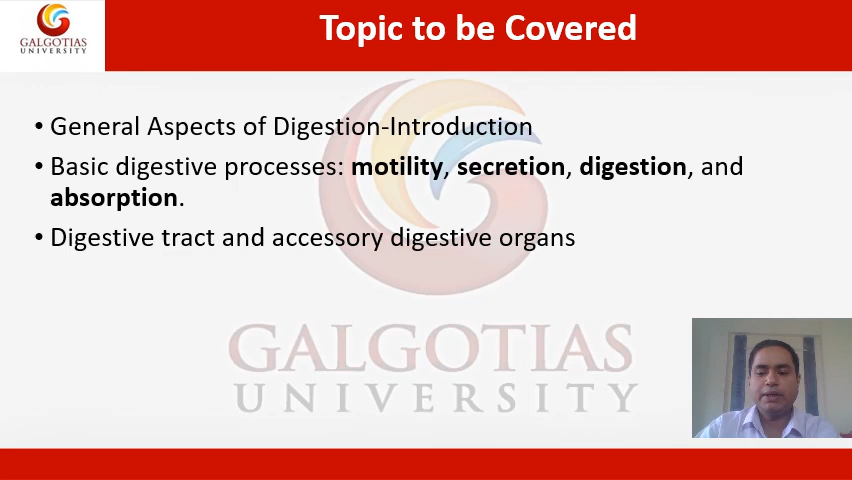 Topic to be Covered
GALGOTIAS
UNIVERSITY
• General Aspects of Digestion-Introduction
• Basic digestive processes: motility, secretion, digestion, and
absorption.
• Digestive tract and accessory digestive organs
GALGOTIAS
UNIVERSITY